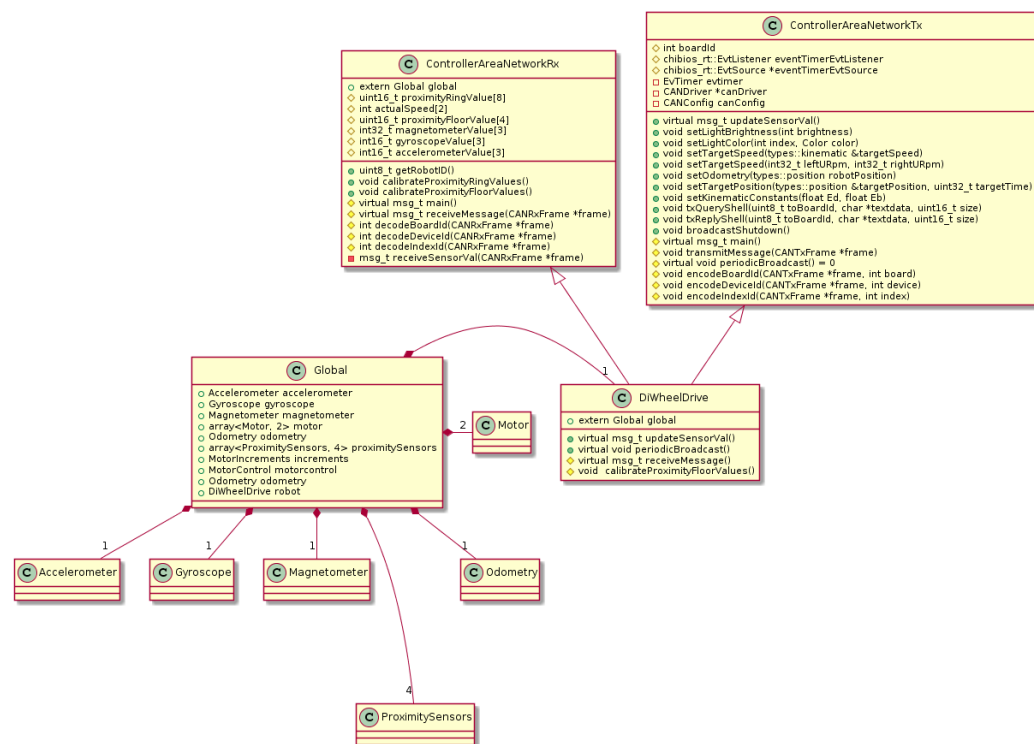 C ControllerAreaNetworkTx
int boardId
chibios_rt::EvtListener eventTimerEvtListener
chibios_rt::EvtSource *eventTimerEvtSource
EvTimer evtimer
CANDriver *canDriver
CANConfig canConfig
virtual msg_t updateSensorVal()
void setLightBrightness(int brightness)
void setLightColor(int index, Color color)
void setTargetSpeed(types::kinematic &targetSpeed)
void setTargetSpeed(int32_t leftURpm, int32_t rightURpm)
void setOdometry(types::position robotPosition)
void setTargetPosition(types::position &targetPosition, uint32_t targetTime)
void setKinematicConstants(float Ed, float Eb)
void txQueryShell(uint8_t toBoardId, char *textdata, uint16_t size)
void txReplyShell(uint8_t toBoardId, char *textdata, uint16_t size)
void broadcastShutdown()
virtual msg_t main()
void transmitMessage(CANTxFrame *frame)
virtual void periodicBroadcast() = 0
void encodeBoardId(CANTxFrame *frame, int board)
void encodeDeviceId(CANTxFrame *frame, int device)
void encodeIndexId(CANTxFrame *frame, int index)
C ControllerAreaNetworkRx
extern Global global
uint16_t proximityRingValue[8]
int actualSpeed[2]
uint16_t proximityFloorValue[4]
int32_t magnetometerValue[3]
int16_t gyroscopeValue[3]
int16_t accelerometerValue[3]
uint8_t getRobotID()
void calibrateProximityRingValues()
void calibrateProximityFloorValues()
virtual msg_t main()
virtual msg_t receiveMessage(CANRxFrame *frame)
int decodeBoardId(CANRxFrame *frame)
int decodeDeviceId(CANRxFrame *frame)
int decodeIndexId(CANRxFrame *frame)
msg_t receiveSensorVal(CANRxFrame *frame)
C Global
Accelerometer accelerometer
Gyroscope gyroscope
Magnetometer magnetometer
array<Motor, 2> motor
Odometry odometry
array<ProximitySensors, 4> proximitySensors
MotorIncrements increments
MotorControl motorcontrol
Odometry odometry
DiWheelDrive robot
2
C Motor
1
C DiWheelDrive
extern Global global
virtual msg_t updateSensorVal()
virtual void periodicBroadcast()
virtual msg_t receiveMessage()
void calibrateProximityFloorValues()
1
1
1
1
C Accelerometer
C Gyroscope
C Magnetometer
C Odometry
4
C ProximitySensors